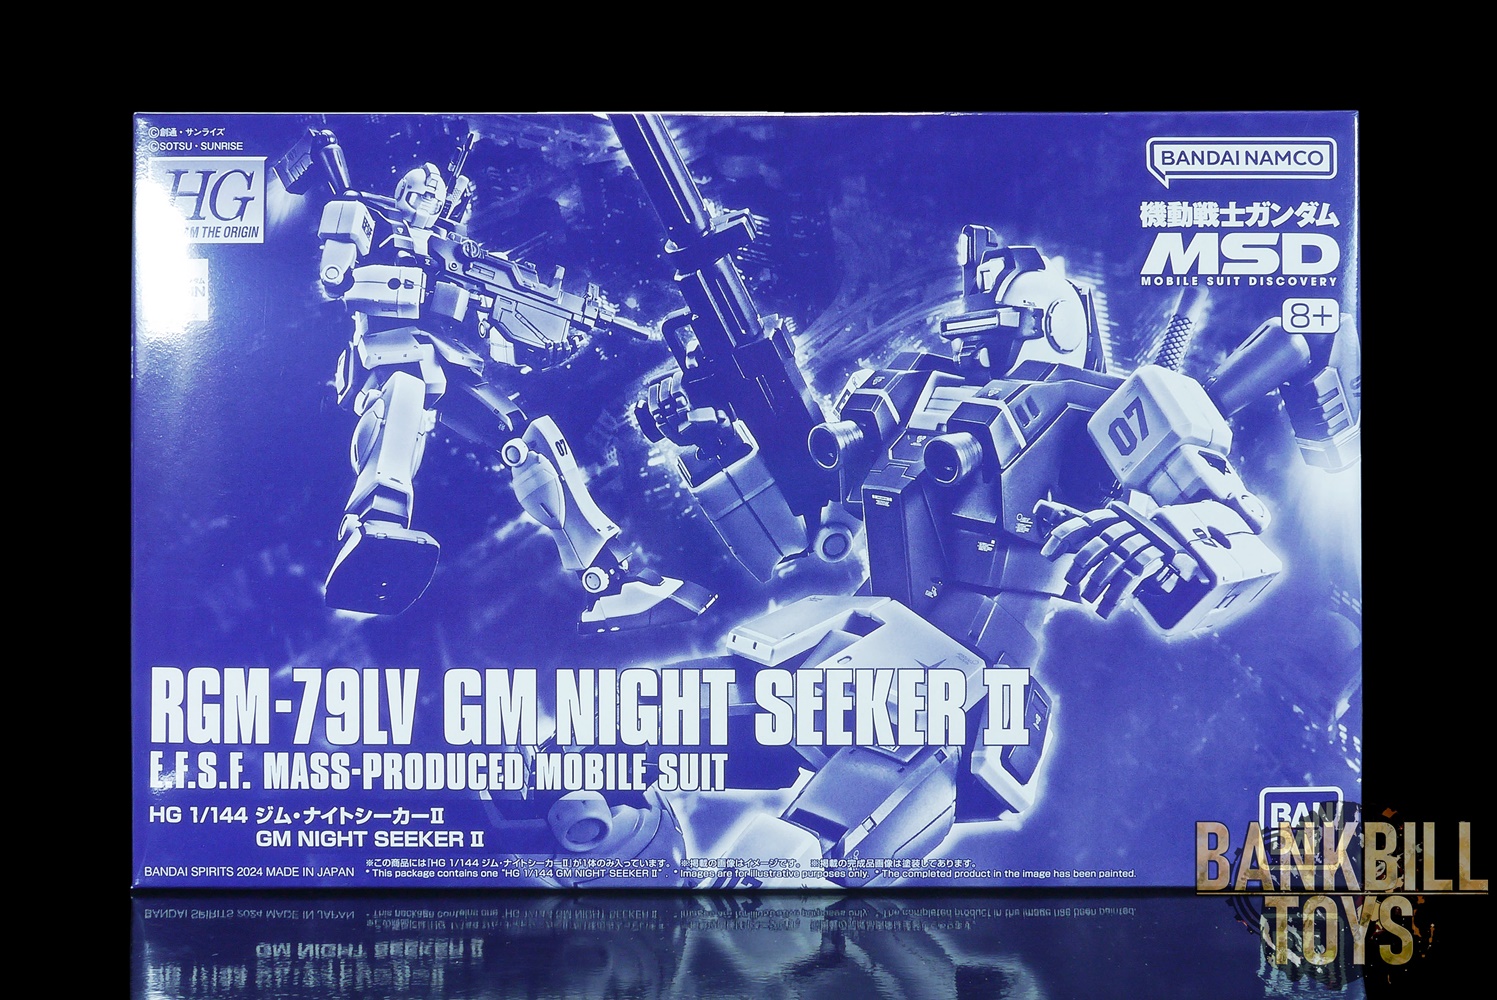 ©創通・サンライズ
©SOTSU・SUNRISE
HG
THE ORIGIN
BANDAI NAMCO
機動戦士ガンダム
MSD
MOBILE SUIT DISCOVERY
8+
07
07
RGM-79LV GM NIGHT SEEKER Ⅱ
E.F.S.F. MASS-PRODUCED MOBILE SUIT
HG 1/144 ジム・ナイトシーカーⅡ
GM NIGHT SEEKER Ⅱ
BANDAI SPIRITS 2024 MADE IN JAPAN
※この商品には「HG 1/144 ジム・ナイトシーカーⅡ」が1体のみ入っています。 ※掲載の画像はイメージです。 ※掲載の完成品画像は塗装してあります。
* This package contains one "HG 1/144 GM NIGHT SEEKER Ⅱ". * Images are for illustrative purposes only. * The completed product in the image has been painted.
BANKBILL
TOYS